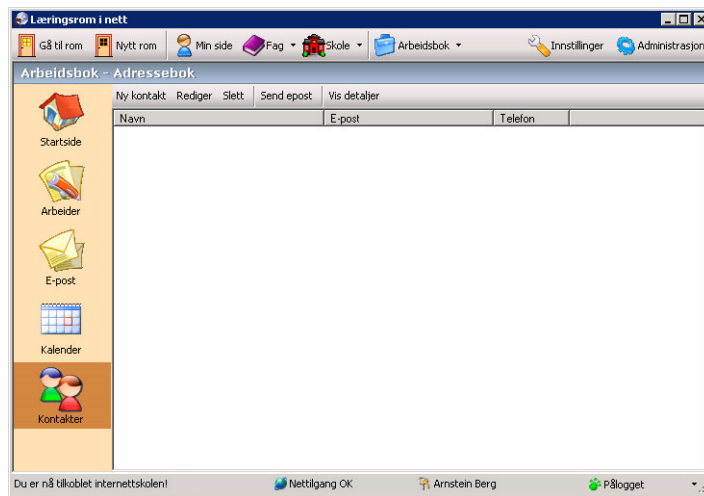 Læringsrom i nett
Gå til rom Nytt rom Min side Fag Skole Arbeidsbok Innstillinger Administrasjon
Arbeidsbok - Adressebok
Ny kontakt Rediger Slett Send epost Vis detaljer
Navn E-post Telefon
Startside
Arbeider
E-post
Kalender
Kontakter
Du er nå tilkoblet internettskolen! Nettilgang OK Arnstein Berg Pålogget